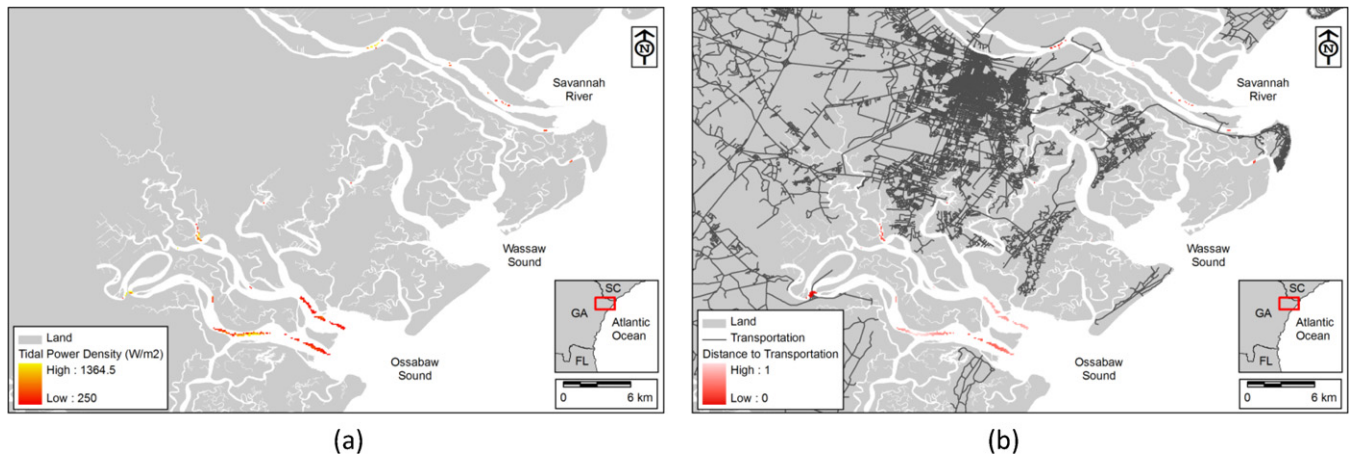 N
Savannah
River
Wassaw
Sound
Ossabaw
Sound
Land
Tidal Power Density (W/m2)
High : 1364.5
Low : 250
SC
GA
Atlantic
Ocean
FL
0 6 km
(a)
N
Savannah
River
Wassaw
Sound
Ossabaw
Sound
Land
Transportation
Distance to Transportation
High : 1
Low : 0
SC
GA
Atlantic
Ocean
FL
0 6 km
(b)